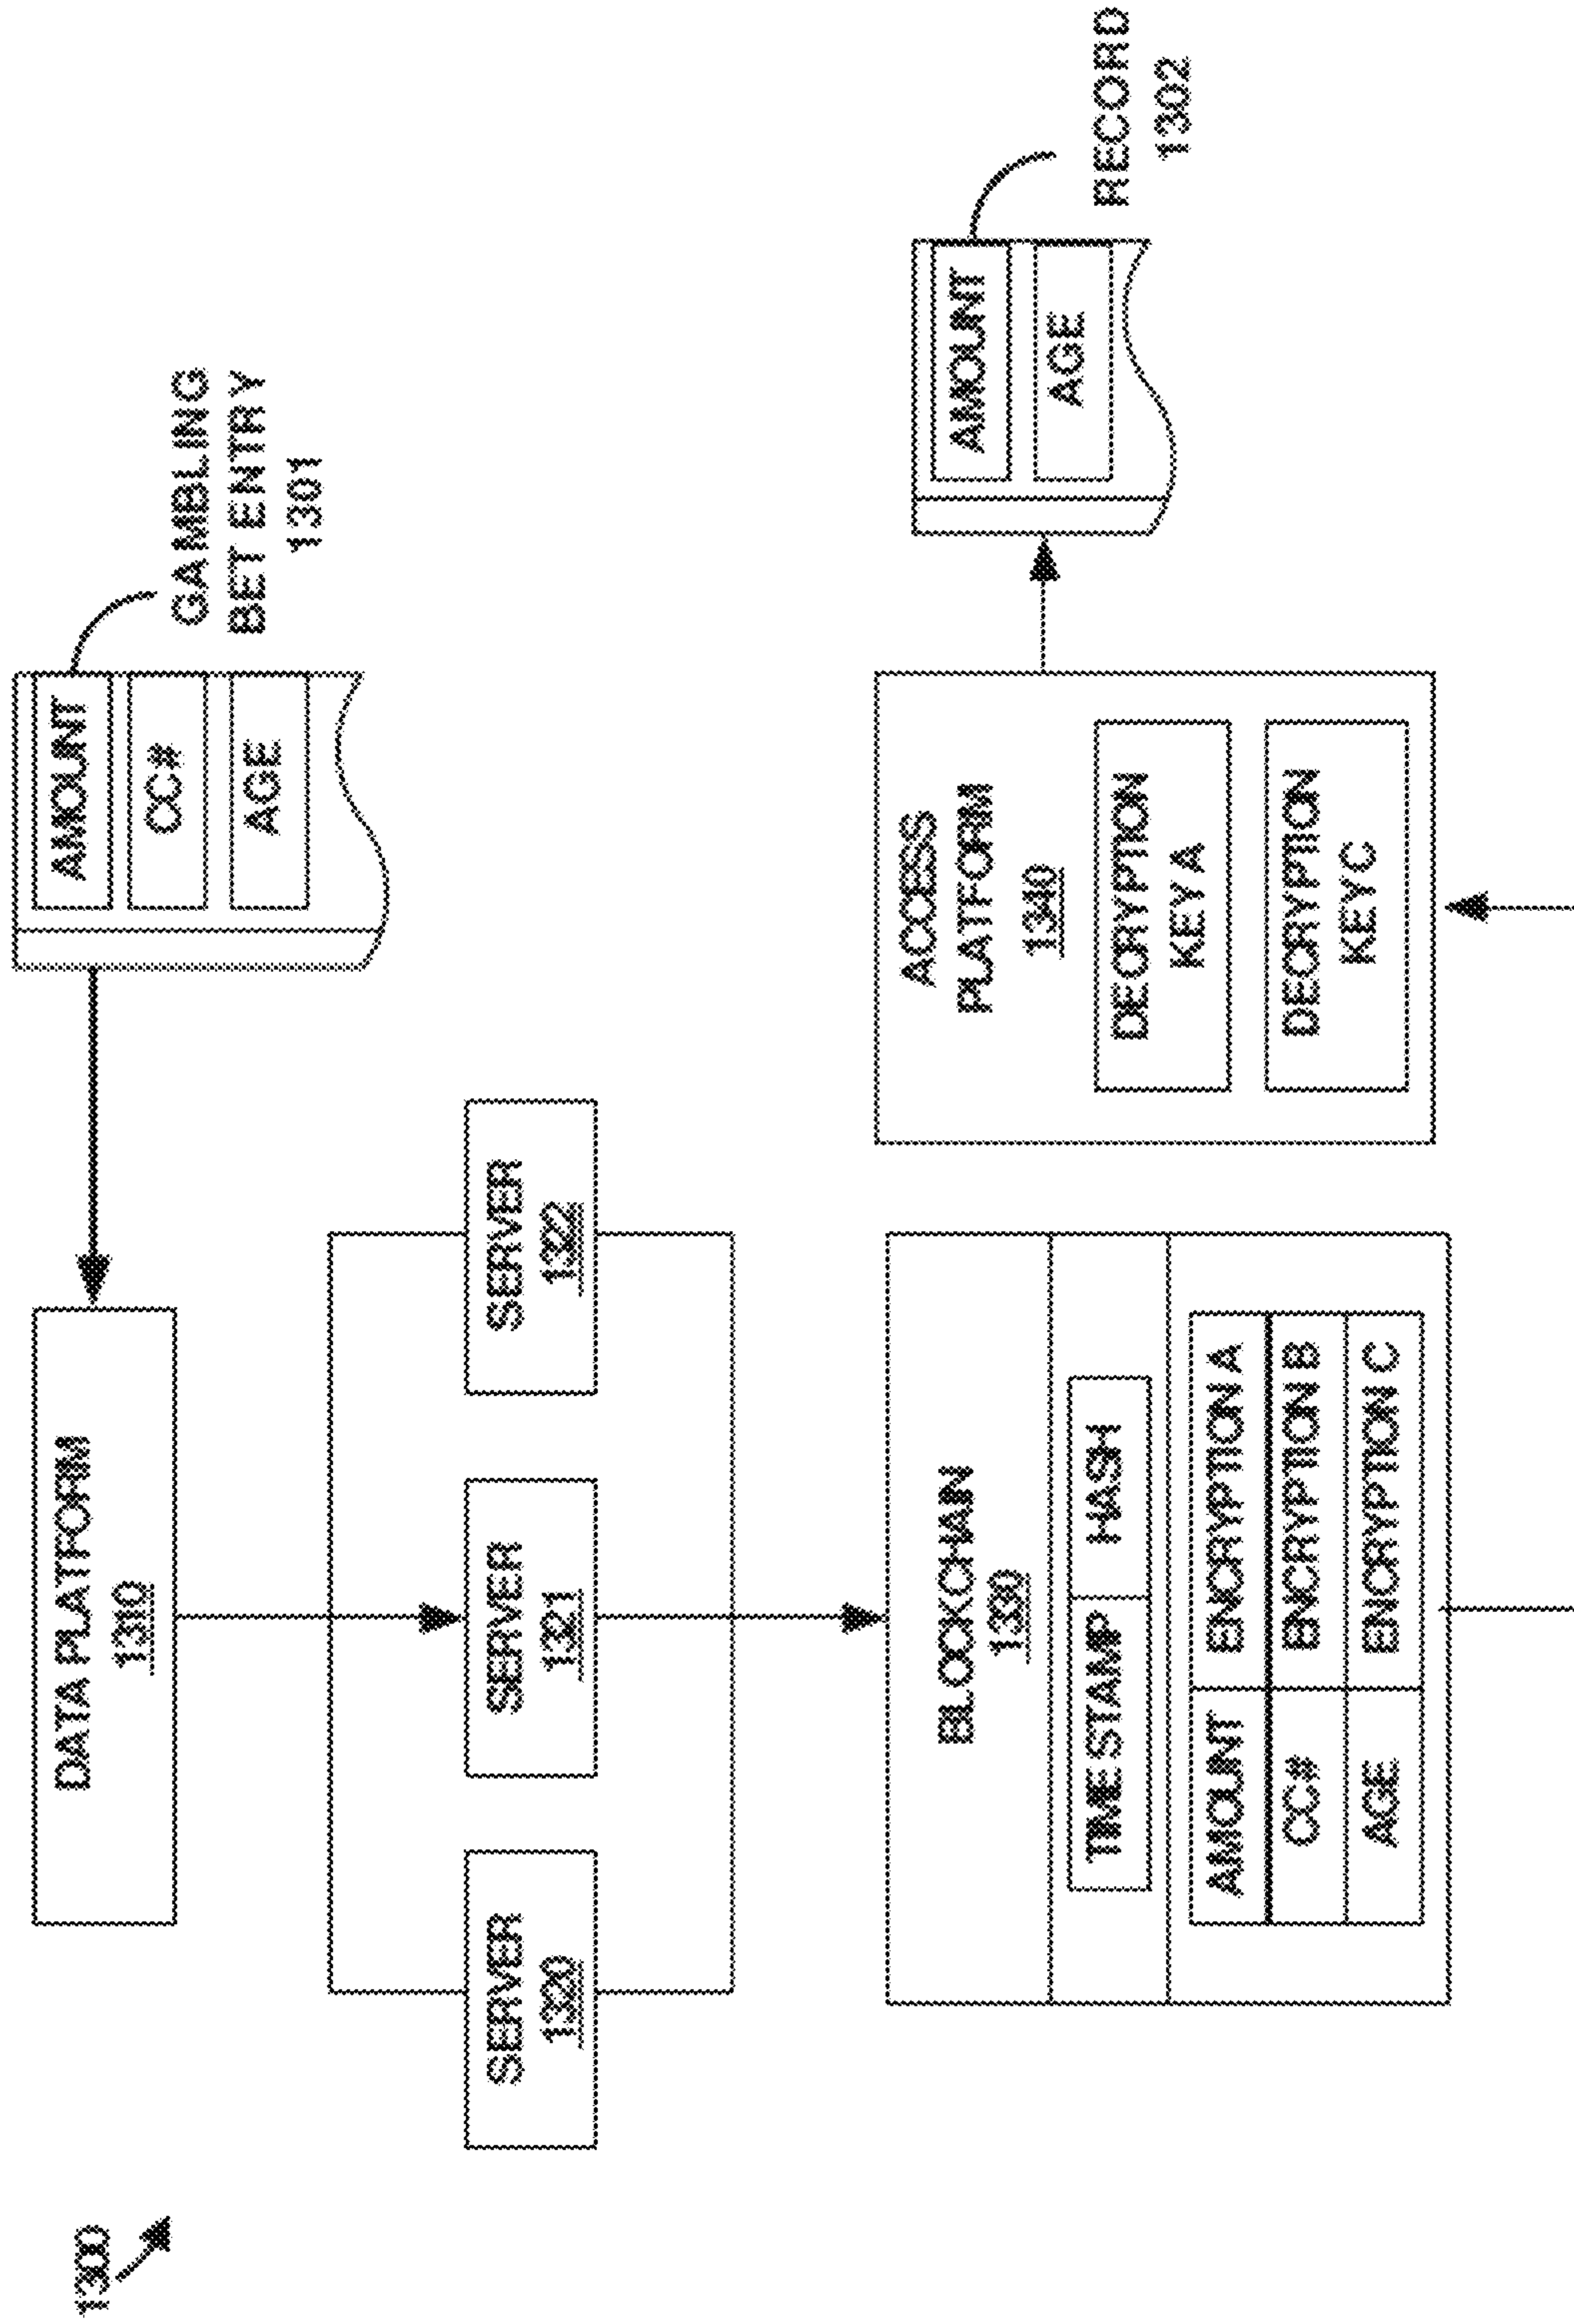 1300
DATA PLATFORM
1310
AMOUNT
CC#
AGE
GAMBLING
BET ENTRY
1301
SERVER
1320
SERVER
1321
SERVER
1322
BLOCKCHAIN
1330
TIME STAMP
HASH
AMOUNT
ENCRYPTION A
CC#
ENCRYPTION B
AGE
ENCRYPTION C
ACCESS
PLATFORM
1340
DECRYPTION
KEY A
DECRYPTION
KEY C
AMOUNT
AGE
RECORD
1302